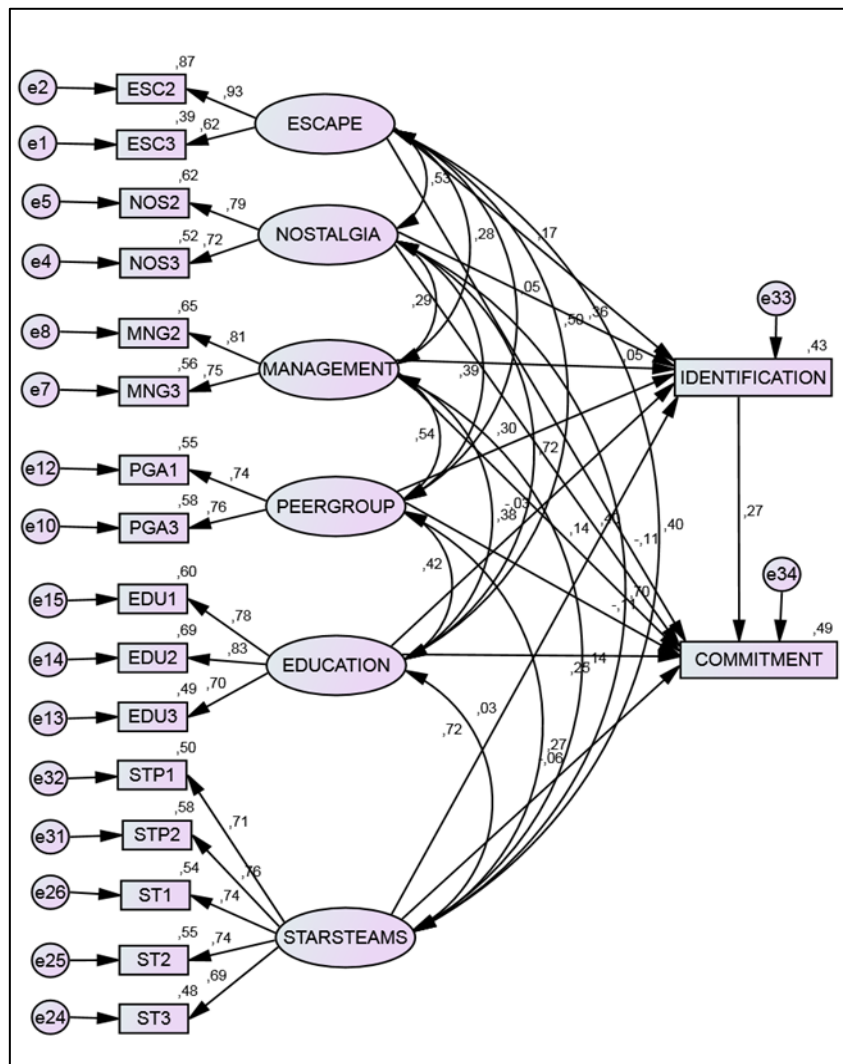 ,87
e2
ESC2
,93
ESCAPE
,39
,62
e1
ESC3
,62
e5
NOS2
,79
,53
NOSTALGIA
,52
,72
e4
NOS3
,28
,17
,65
e8
MNG2
,81
,29
,05
,50
,36
e33
,43
MANAGEMENT
,56
,75
e7
MNG3
,39
,05
IDENTIFICATION
,55
e12
PGA1
,74
,54
,30
,72
PEERGROUP
,58
,76
e10
PGA3
,38
-,03
,14
-,11
,40
,27
,60
e15
EDU1
,78
,42
,70
e34
,69
e14
EDU2
,83
EDUCATION
,14
,49
COMMITMENT
,49
,70
e13
EDU3
,72
,03
,50
e32
STP1
,27
-,06
,58
,71
e31
STP2
,54
,76
e26
ST1
,74
STARSTEAMS
,55
,74
e25
ST2
,48
,69
e24
ST3